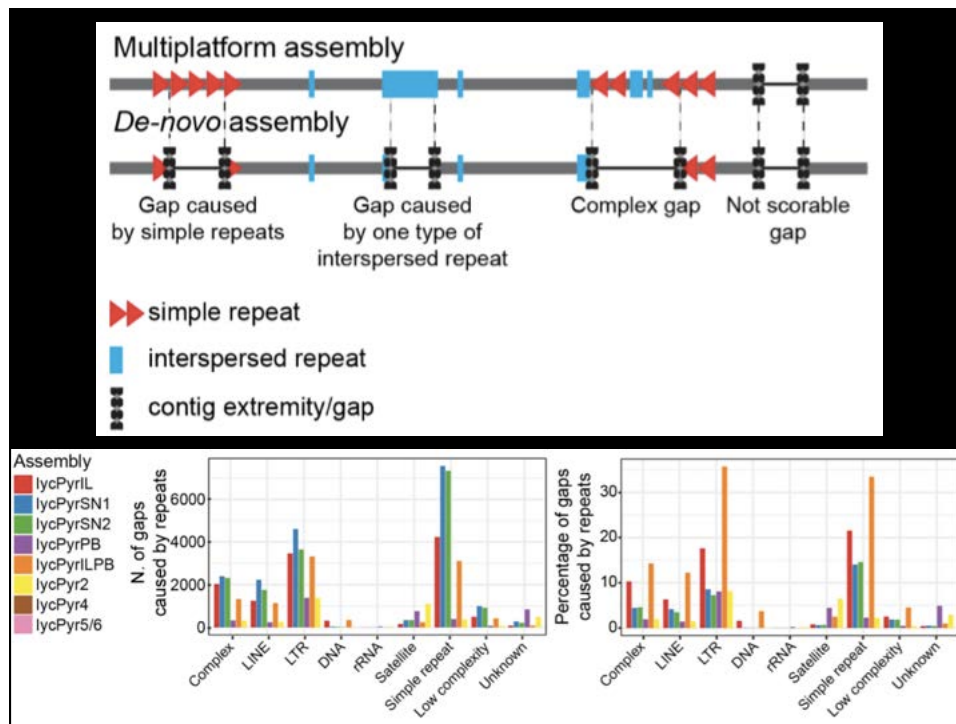 Multiplatform assembly
De-novo assembly
Gap caused
by simple repeats
Gap caused
by one type of
interspersed repeat
Complex gap
Not scorable
gap
simple repeat
interspersed repeat
contig extremity/gap
Assembly
lycPyrIL
lycPyrSN1
lycPyrSN2
lycPyrPB
lycPyrILPB
lycPyr2
lycPyr4
lycPyr5/6
N. of gaps
caused by repeats
6000
4000
2000
0
Complex
LINE
LTR
DNA
rRNA
Satellite
Simple repeat
Low complexity
Unknown
Percentage of gaps
caused by repeats
30
20
10
0
Complex
LINE
LTR
DNA
rRNA
Satellite
Simple repeat
Low complexity
Unknown